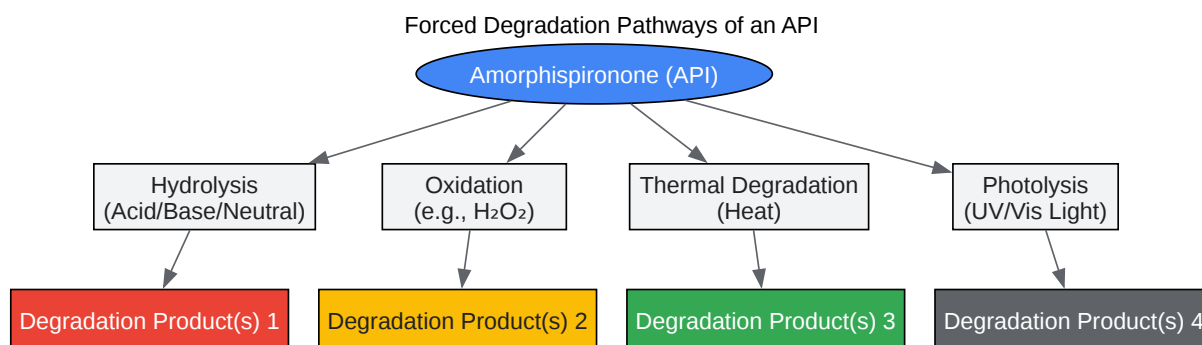 Forced Degradation Pathways of an API
Amorphispironone (API)
Hydrolysis
(Acid/Base/Neutral)
Oxidation
(e.g., H₂O₂)
Thermal Degradation
(Heat)
Photolysis
(UV/Vis Light)
Degradation Product(s) 1
Degradation Product(s) 2
Degradation Product(s) 3
Degradation Product(s) 4